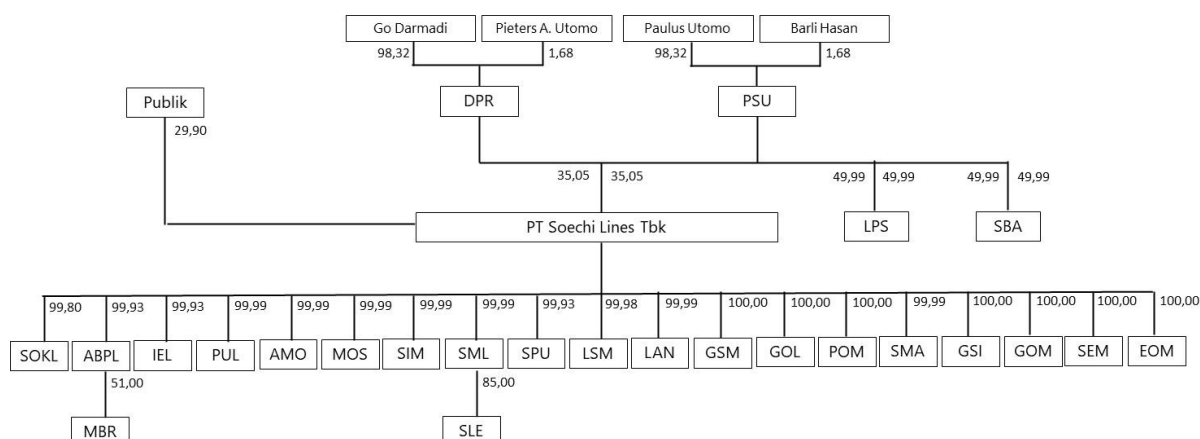 Go Darmadi Pieters A. Utomo Paulus Utomo Barli Hasan
98,32 1,68 98,32 1,68
Publik DPR PSU
29,90
35,05 35,05 49,99 49,99 49,99 49,99
PT Soechi Lines Tbk LPS SBA
99,80 99,93 99,93 99,99 99,99 99,99 99,99 99,99 99,93 99,98 99,99 100,00 100,00 100,00 99,99 100,00 100,00 100,00 100,00
SOKL ABPL IEL PUL AMO MOS SIM SML SPU LSM LAN GSM GOL POM SMA GSI GOM SEM EOM
51,00 85,00
MBR SLE